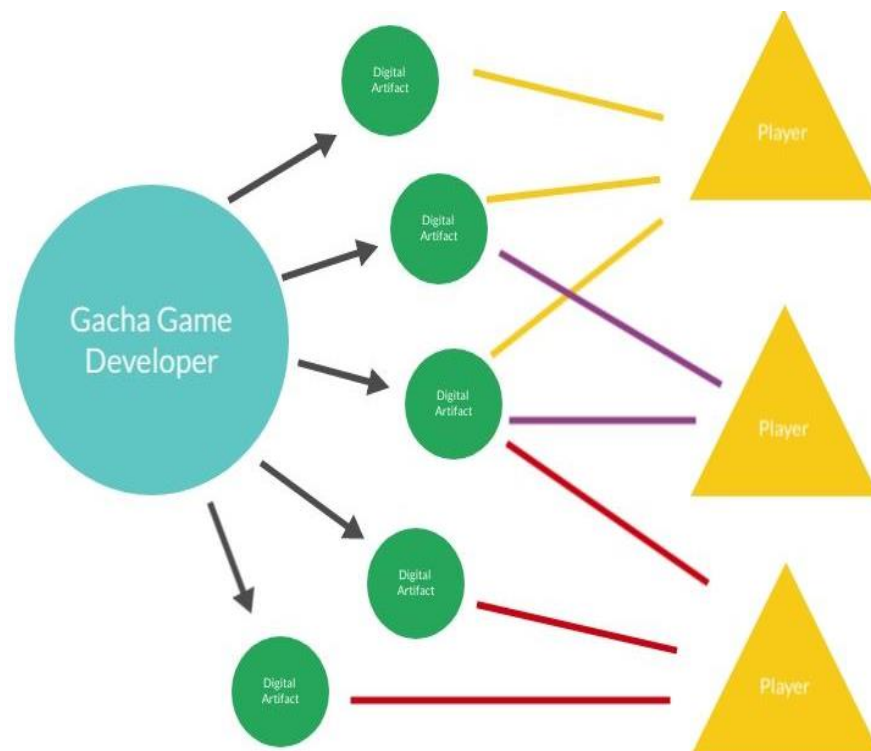 Digital
Artifact
Player
Digital
Artifact
Gacha Game
Developer
Digital
Artifact
Player
Digital
Artifact
Digital
Artifact
Player